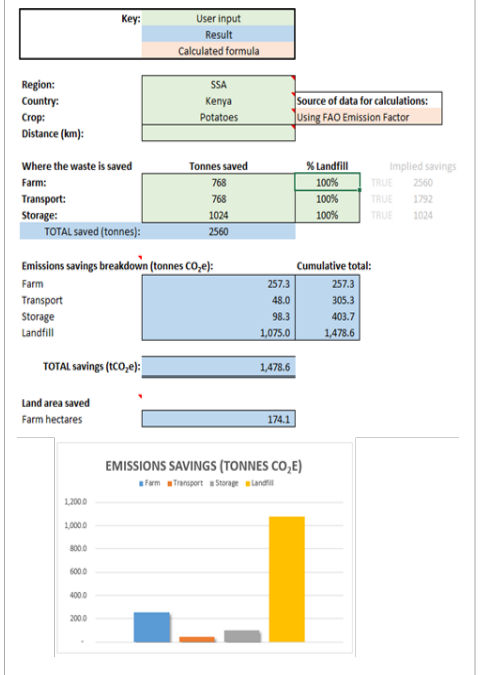 Key: User input
Result
Calculated formula
Region: SSA
Country: Kenya Source of data for calculations:
Crop: Potatoes Using FAO Emission Factor
Distance (km):
Where the waste is saved Tonnes saved % Landfill Implied savings
Farm: 768 100% TRUE 2560
Transport: 768 100% TRUE 1792
Storage: 1024 100% TRUE 1024
TOTAL saved (tonnes): 2560
Emissions savings breakdown (tonnes CO₂e): Cumulative total:
Farm 257.3 257.3
Transport 48.0 305.3
Storage 98.3 403.7
Landfill 1,075.0 1,478.6
TOTAL savings (tCO₂e): 1,478.6
Land area saved
Farm hectares 174.1
EMISSIONS SAVINGS (TONNES CO₂E)
Farm Transport Storage Landfill
1,200.0
1,000.0
800.0
600.0
400.0
200.0
-